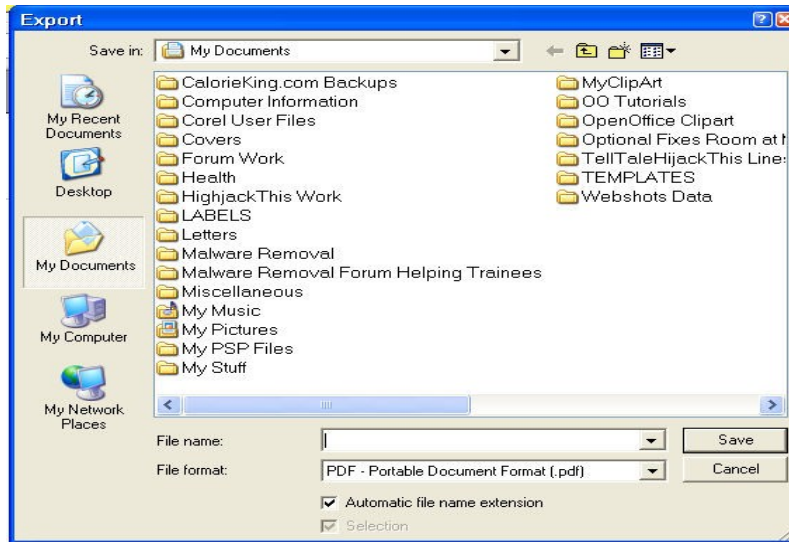 Export
Save in: My Documents
My Recent Documents
Desktop
My Documents
My Computer
My Network Places
CalorieKing.com Backups
Computer Information
Corel User Files
Covers
Forum Work
Health
HighjackThis Work
LABELS
Letters
Malware Removal
Malware Removal Forum Helping Trainees
Miscellaneous
My Music
My Pictures
My PSP Files
My Stuff
MyClipArt
OO Tutorials
OpenOffice Clipart
Optional Fixes Room at
TellTaleHijackThis Line
TEMPLATES
Webshots Data
File name:
Save
File format: PDF - Portable Document Format (.pdf)
Cancel
Automatic file name extension
Selection